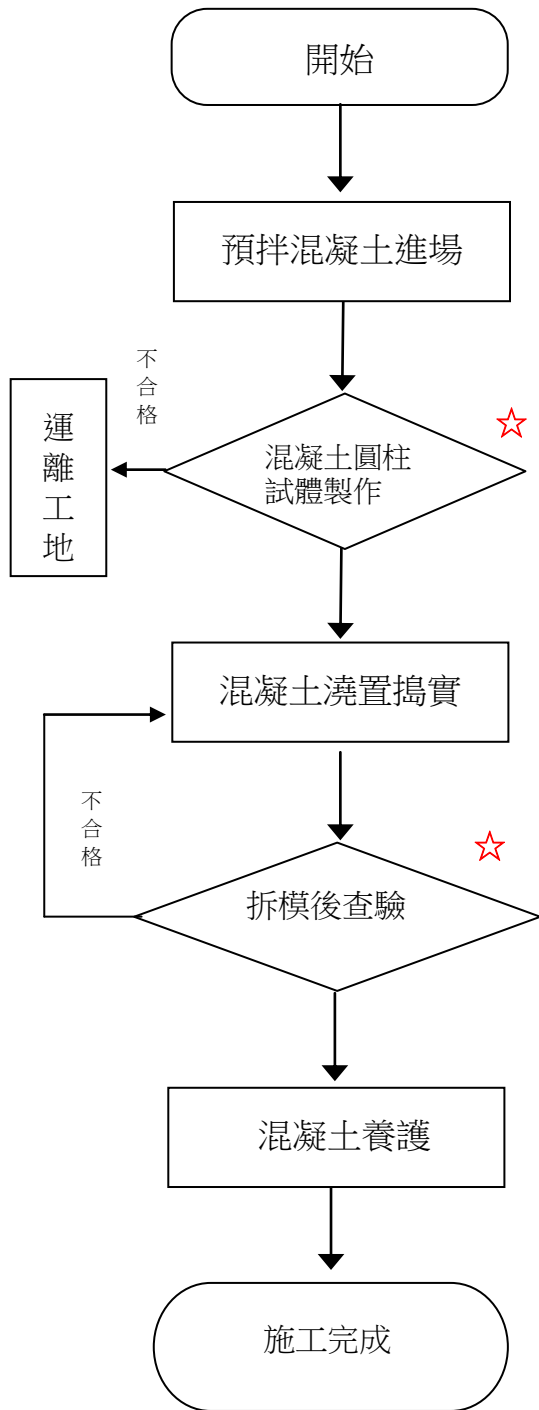 開始
預拌混凝土進場
不合格
運離工地
混凝土圓柱
試體製作
混凝土澆置搗實
不合格
拆模後查驗
混凝土養護
施工完成